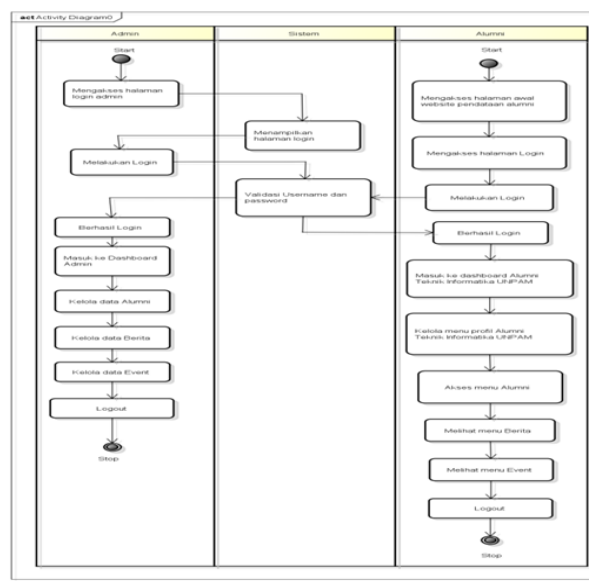 act Activity Diagram0
Admin
Sistem
Alumni
Start
Mengakses halaman
login admin
Menampilkan
halaman login
Melakukan Login
Validasi Username dan
password
Berhasil Login
Masuk ke Dashboard
Admin
Kelola data Alumni
Kelola data Berita
Kelola data Event
Logout
Stop
Start
Mengakses halaman awal
website pendataan alumni
Mengakses halaman Login
Melakukan Login
Berhasil Login
Masuk ke dashboard Alumni
Teknik Informatika UNPAM
Kelola menu profil Alumni
Teknik Informatika UNPAM
Akses menu Alumni
Melihat menu Berita
Melihat menu Event
Logout
Stop